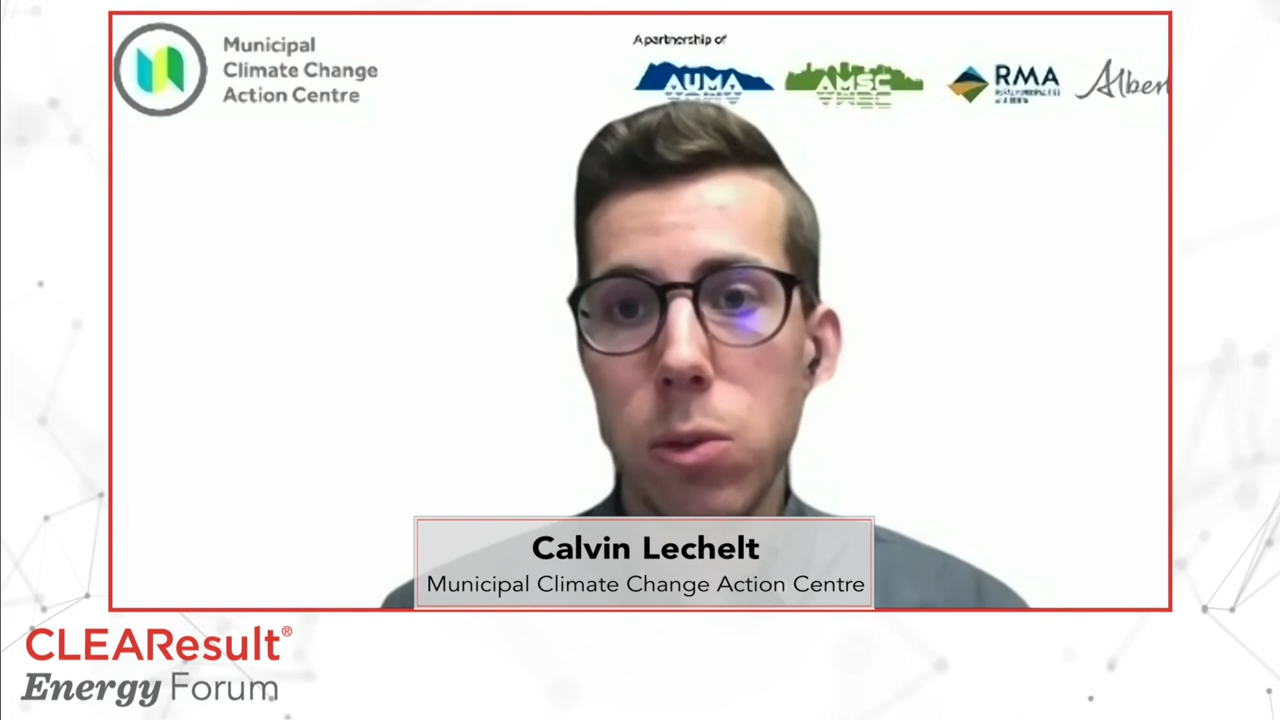 Municipal
Climate Change
Action Centre
A partnership of
AUMA
AMSC
RMA
Calvin Lechelt
Municipal Climate Change Action Centre
CLEAResult®
Energy Forum